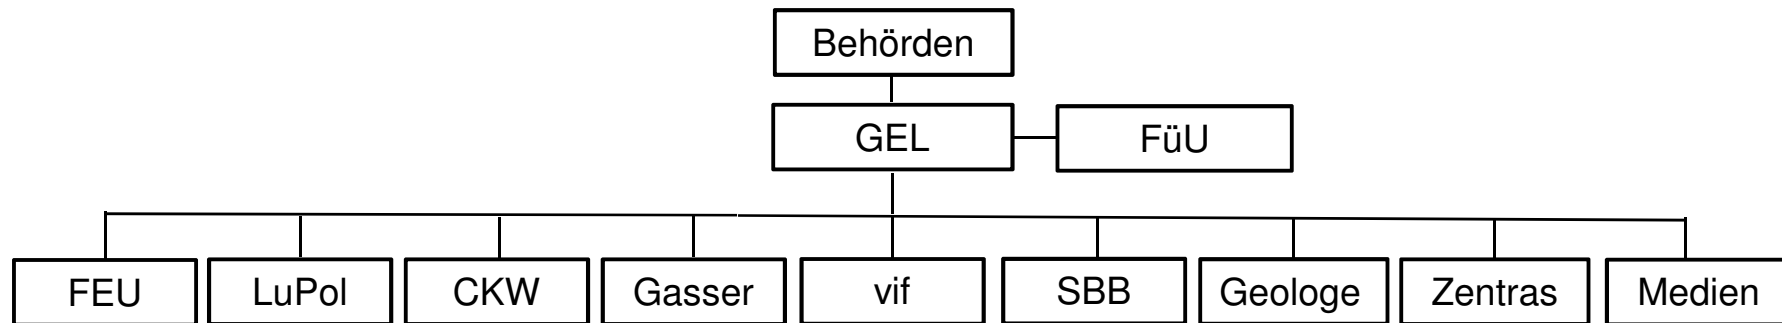 Behörden
GEL
FüU
FEU
LuPol
CKW
Gasser
vif
SBB
Geologe
Zentras
Medien